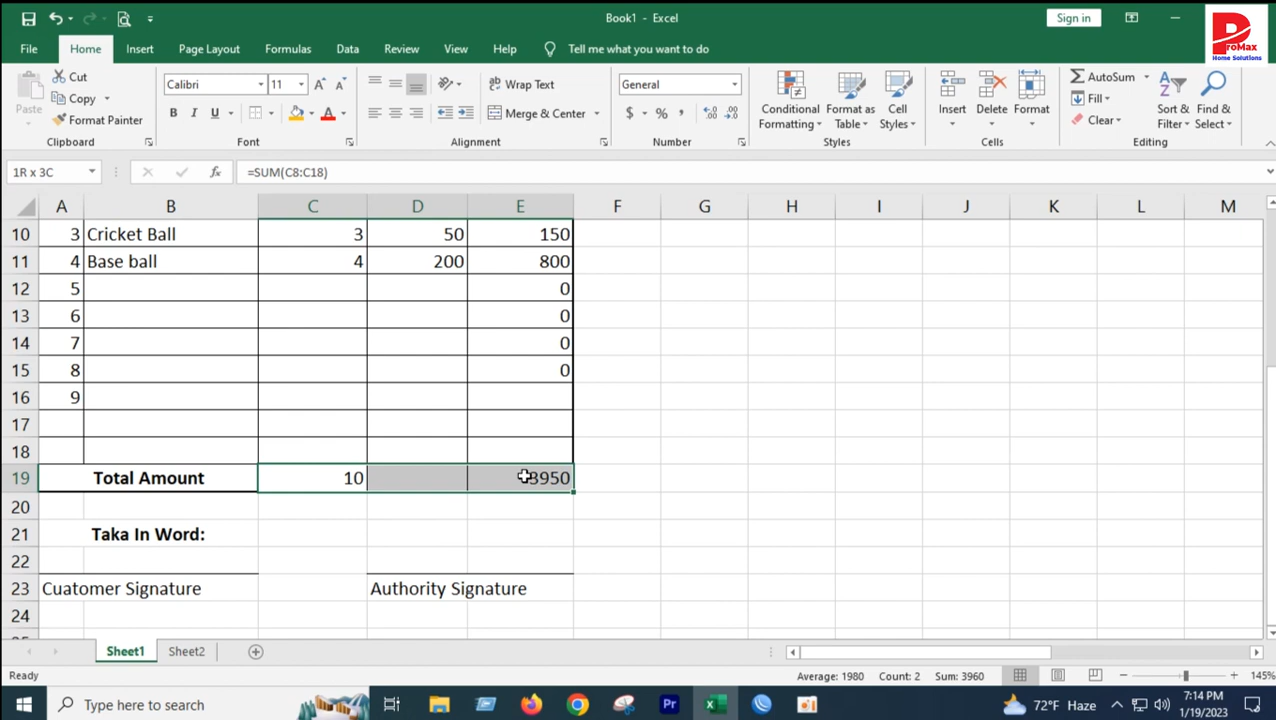 Book1 - Excel
Sign in
ProMax
Home Solutions
File Home Insert Page Layout Formulas Data Review View Help Tell me what you want to do
Cut
Copy
Format Painter
Paste
Calibri 11
B I U
Wrap Text
Merge & Center
General
$ % ,
Conditional Formatting
Format as Table
Cell Styles
Insert Delete Format
AutoSum
Fill
Clear
Sort & Filter
Find & Select
Clipboard Font Alignment Number Styles Cells Editing
1R x 3C fx =SUM(C8:C18)
A B C D E F G H I J K L M
10 3 Cricket Ball 3 50 150
11 4 Base ball 4 200 800
12 5 0
13 6 0
14 7 0
15 8 0
16 9
17
18
19 Total Amount 10 3950
20
21 Taka In Word:
22
23 Cuatomer Signature Authority Signature
24
Sheet1 Sheet2
Ready Average: 1980 Count: 2 Sum: 3960 145%
Type here to search
Pr
72°F Haze
7:14 PM
1/19/2023